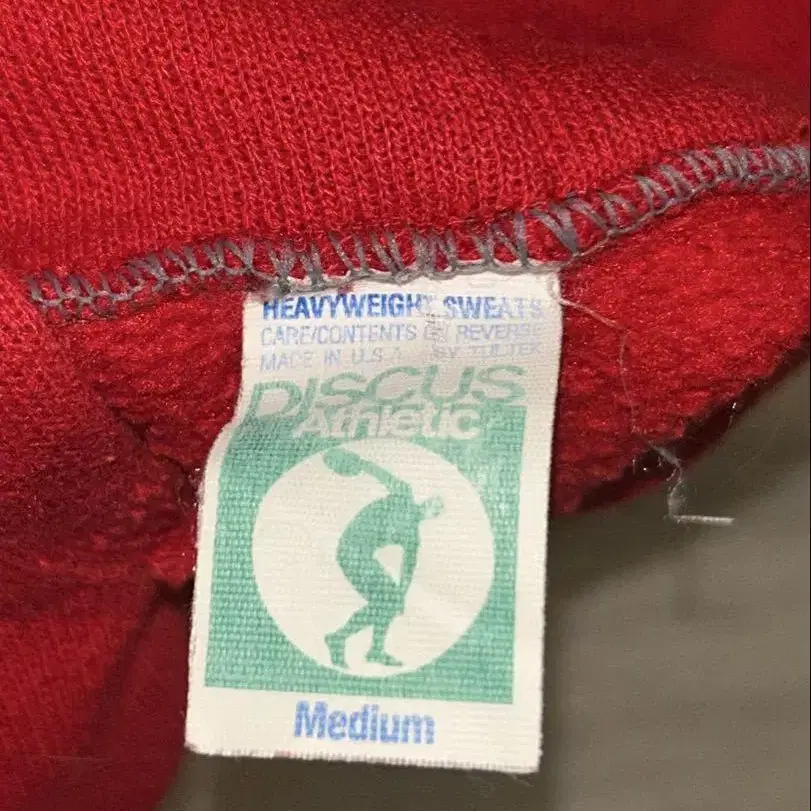 HEAVYWEIGHT SWEATS
CARE/CONTENTS ON REVERSE
MADE IN U.S.A. BY TULTEX
DISCUS
Athletic
Medium